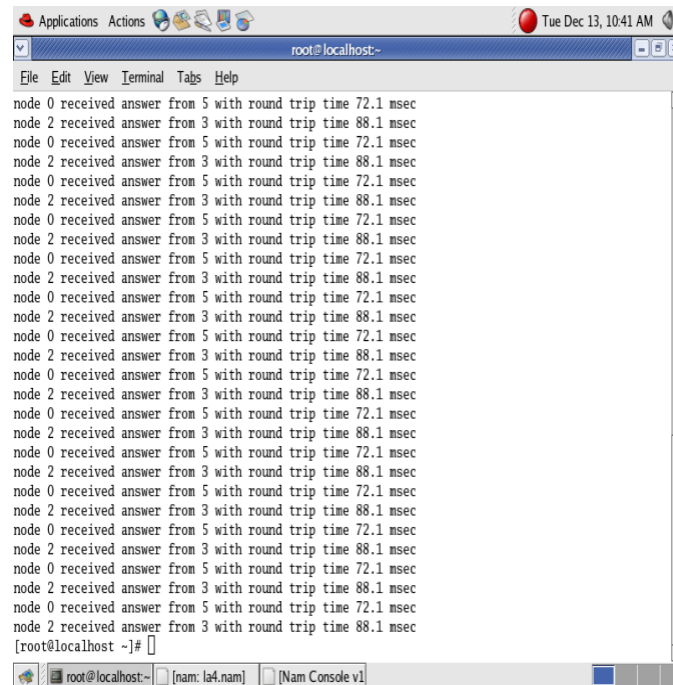 Applications Actions Tue Dec 13, 10:41 AM
root@localhost:~
File Edit View Terminal Tabs Help
node 0 received answer from 5 with round trip time 72.1 msec
node 2 received answer from 3 with round trip time 88.1 msec
node 0 received answer from 5 with round trip time 72.1 msec
node 2 received answer from 3 with round trip time 88.1 msec
node 0 received answer from 5 with round trip time 72.1 msec
node 2 received answer from 3 with round trip time 88.1 msec
node 0 received answer from 5 with round trip time 72.1 msec
node 2 received answer from 3 with round trip time 88.1 msec
node 0 received answer from 5 with round trip time 72.1 msec
node 2 received answer from 3 with round trip time 88.1 msec
node 0 received answer from 5 with round trip time 72.1 msec
node 2 received answer from 3 with round trip time 88.1 msec
node 0 received answer from 5 with round trip time 72.1 msec
node 2 received answer from 3 with round trip time 88.1 msec
node 0 received answer from 5 with round trip time 72.1 msec
node 2 received answer from 3 with round trip time 88.1 msec
node 0 received answer from 5 with round trip time 72.1 msec
node 2 received answer from 3 with round trip time 88.1 msec
node 0 received answer from 5 with round trip time 72.1 msec
node 2 received answer from 3 with round trip time 88.1 msec
node 0 received answer from 5 with round trip time 72.1 msec
node 2 received answer from 3 with round trip time 88.1 msec
node 0 received answer from 5 with round trip time 72.1 msec
node 2 received answer from 3 with round trip time 88.1 msec
node 0 received answer from 5 with round trip time 72.1 msec
node 2 received answer from 3 with round trip time 88.1 msec
node 0 received answer from 5 with round trip time 72.1 msec
node 2 received answer from 3 with round trip time 88.1 msec
[root@localhost ~]#
root@localhost:~ [nam: la4.nam] [Nam Console v1